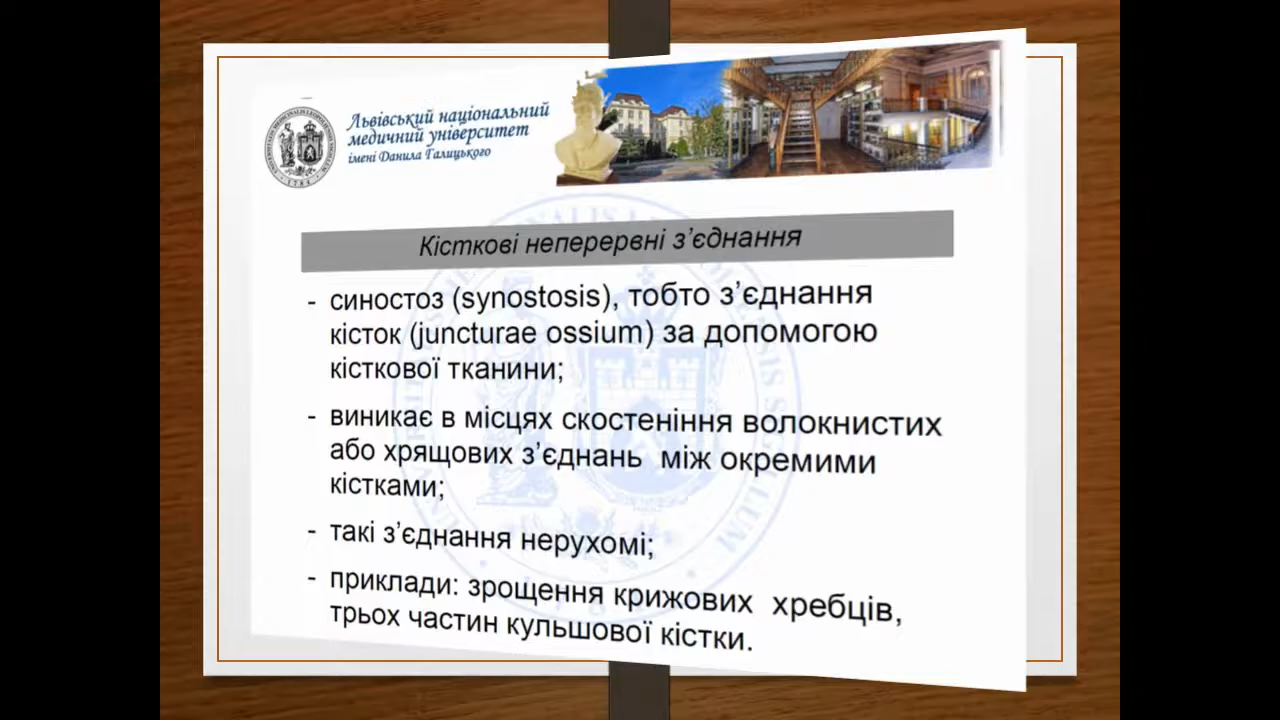 Львівський національний
медичний університет
імені Данила Галицького
1784
Кісткові неперервні з’єднання
- синостоз (synostosis), тобто з’єднання
кісток (juncturae ossium) за допомогою
кісткової тканини;
- виникає в місцях скостеніння волокнистих
або хрящових з’єднань між окремими
кістками;
- такі з’єднання нерухомі;
- приклади: зрощення крижових хребців,
трьох частин кульшової кістки.